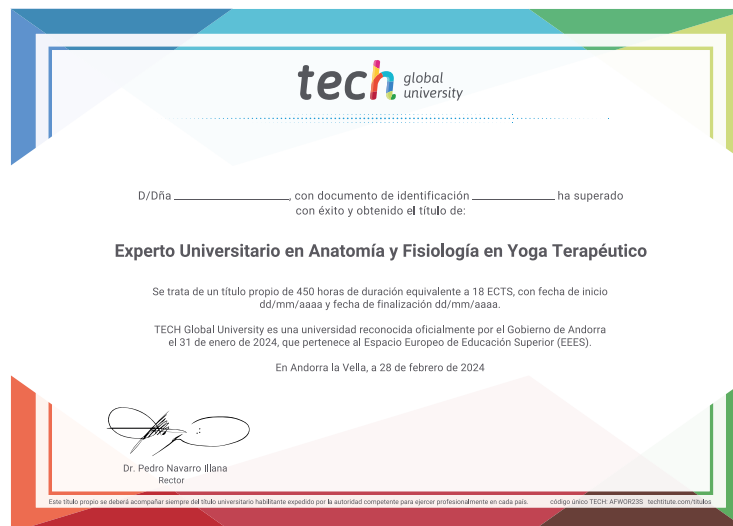 tech global university
D/Dña ______________, con documento de identificación ______________ ha superado
con éxito y obtenido el título de:
Experto Universitario en Anatomía y Fisiología en Yoga Terapéutico
Se trata de un título propio de 450 horas de duración equivalente a 18 ECTS, con fecha de inicio
dd/mm/aaaa y fecha de finalización dd/mm/aaaa.
TECH Global University es una universidad reconocida oficialmente por el Gobierno de Andorra
el 31 de enero de 2024, que pertenece al Espacio Europeo de Educación Superior (EEES).
En Andorra la Vella, a 28 de febrero de 2024
Dr. Pedro Navarro Illana
Rector
Este título propio se deberá acompañar siempre del título universitario habilitante expedido por la autoridad competente para ejercer profesionalmente en cada país. código único TECH: AFWOR23S techtitute.com/titulos